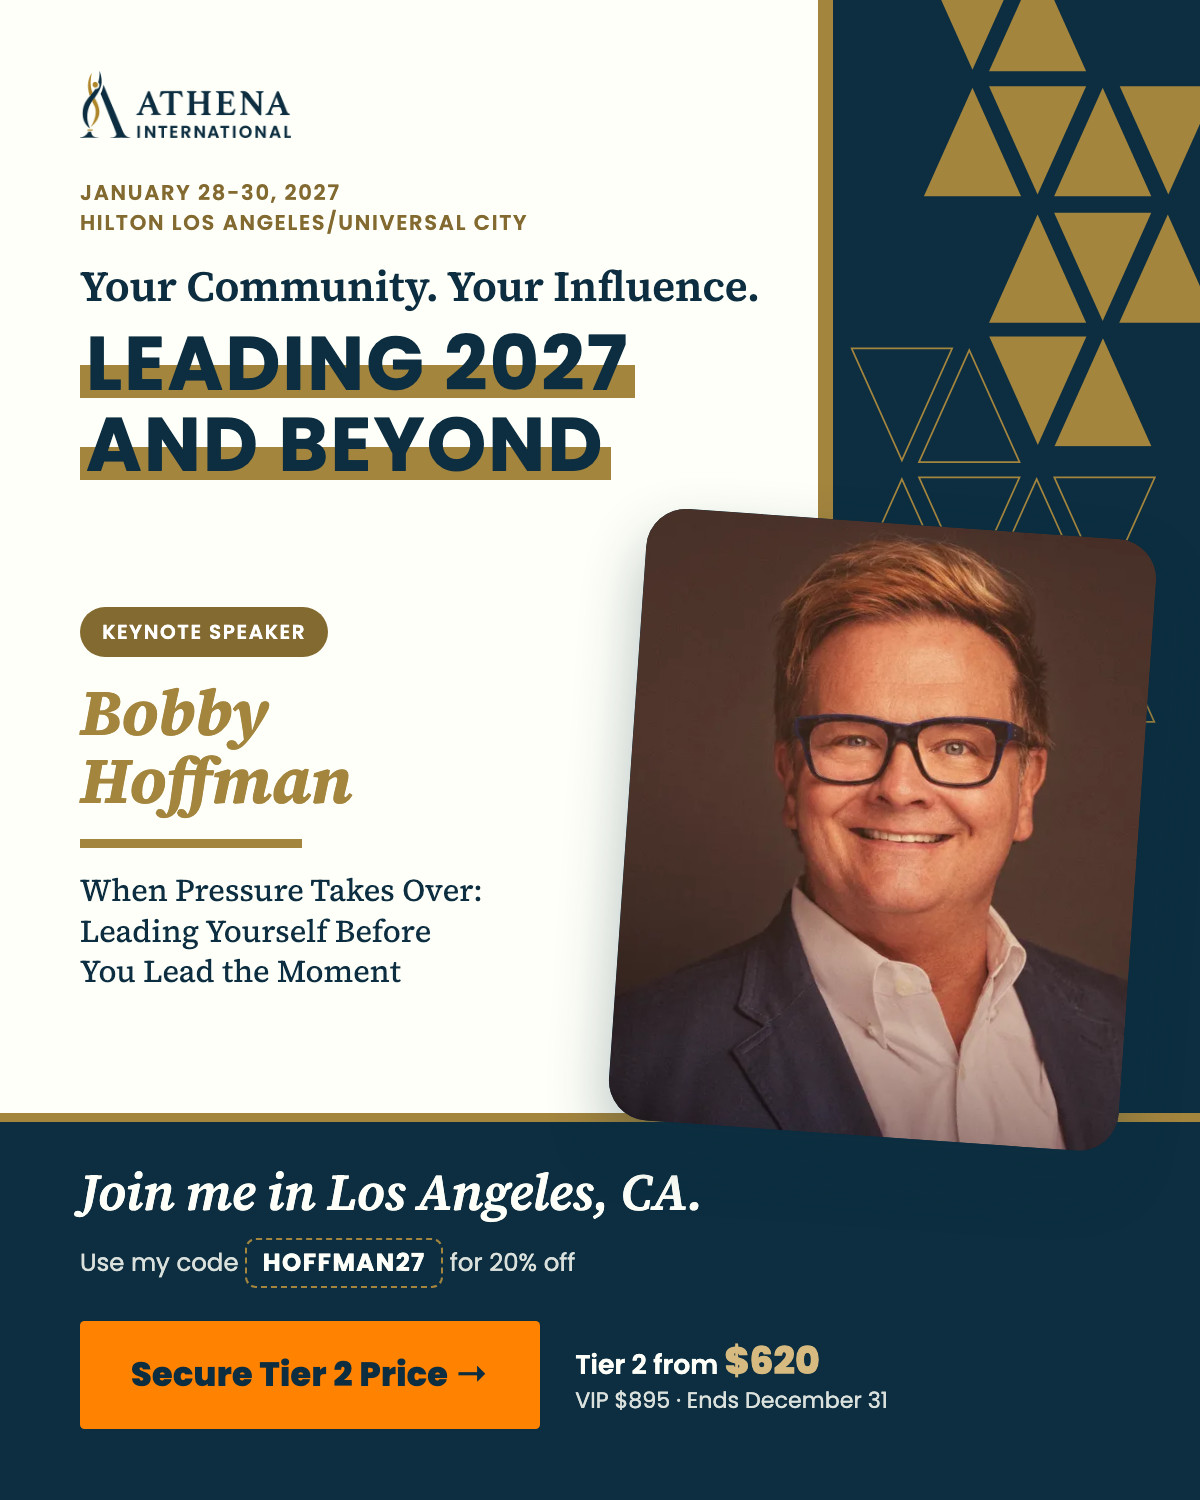 ATHENA
INTERNATIONAL
JANUARY 28-30, 2027
HILTON LOS ANGELES/UNIVERSAL CITY
Your Community. Your Influence.
LEADING 2027
AND BEYOND
KEYNOTE SPEAKER
Bobby
Hoffman
When Pressure Takes Over:
Leading Yourself Before
You Lead the Moment
Join me in Los Angeles, CA.
Use my code HOFFMAN27 for 20% off
Secure Tier 2 Price →
Tier 2 from $620
VIP $895 · Ends December 31